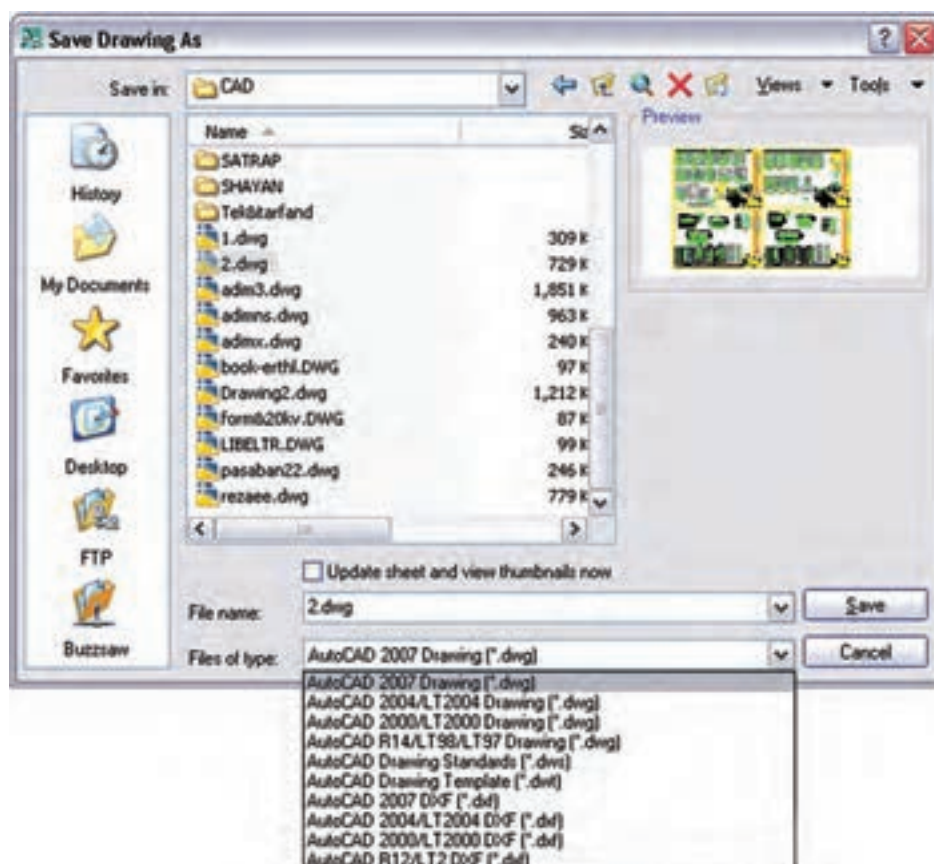 Save Drawing As
Save in: CAD
Views Tools
History
My Documents
Favorites
Desktop
FTP
Buzzsaw
Name Siz
SATRAP
SHAYAN
Tek&tarfand
1.dwg 309 K
2.dwg 729 K
adim3.dwg 1,851 K
admns.dwg 963 K
admx.dwg 240 K
book-erthl.DWG 97 K
Drawing2.dwg 1,212 K
form&20kv.DWG 87 K
LIBELTR.DWG 99 K
pasaban22.dwg 246 K
rezaee.dwg 779 K
Preview
Update sheet and view thumbnails now
File name: 2.dwg Save
Files of type: AutoCAD 2007 Drawing (*.dwg) Cancel
AutoCAD 2007 Drawing (*.dwg)
AutoCAD 2004/LT2004 Drawing (*.dwg)
AutoCAD 2000/LT2000 Drawing (*.dwg)
AutoCAD R14/LT98/LT97 Drawing (*.dwg)
AutoCAD Drawing Standards (*.dws)
AutoCAD Drawing Template (*.dwt)
AutoCAD 2007 DXF (*.dxf)
AutoCAD 2004/LT2004 DXF (*.dxf)
AutoCAD 2000/LT2000 DXF (*.dxf)
AutoCAD R12/LT2 DXF (*.dxf)